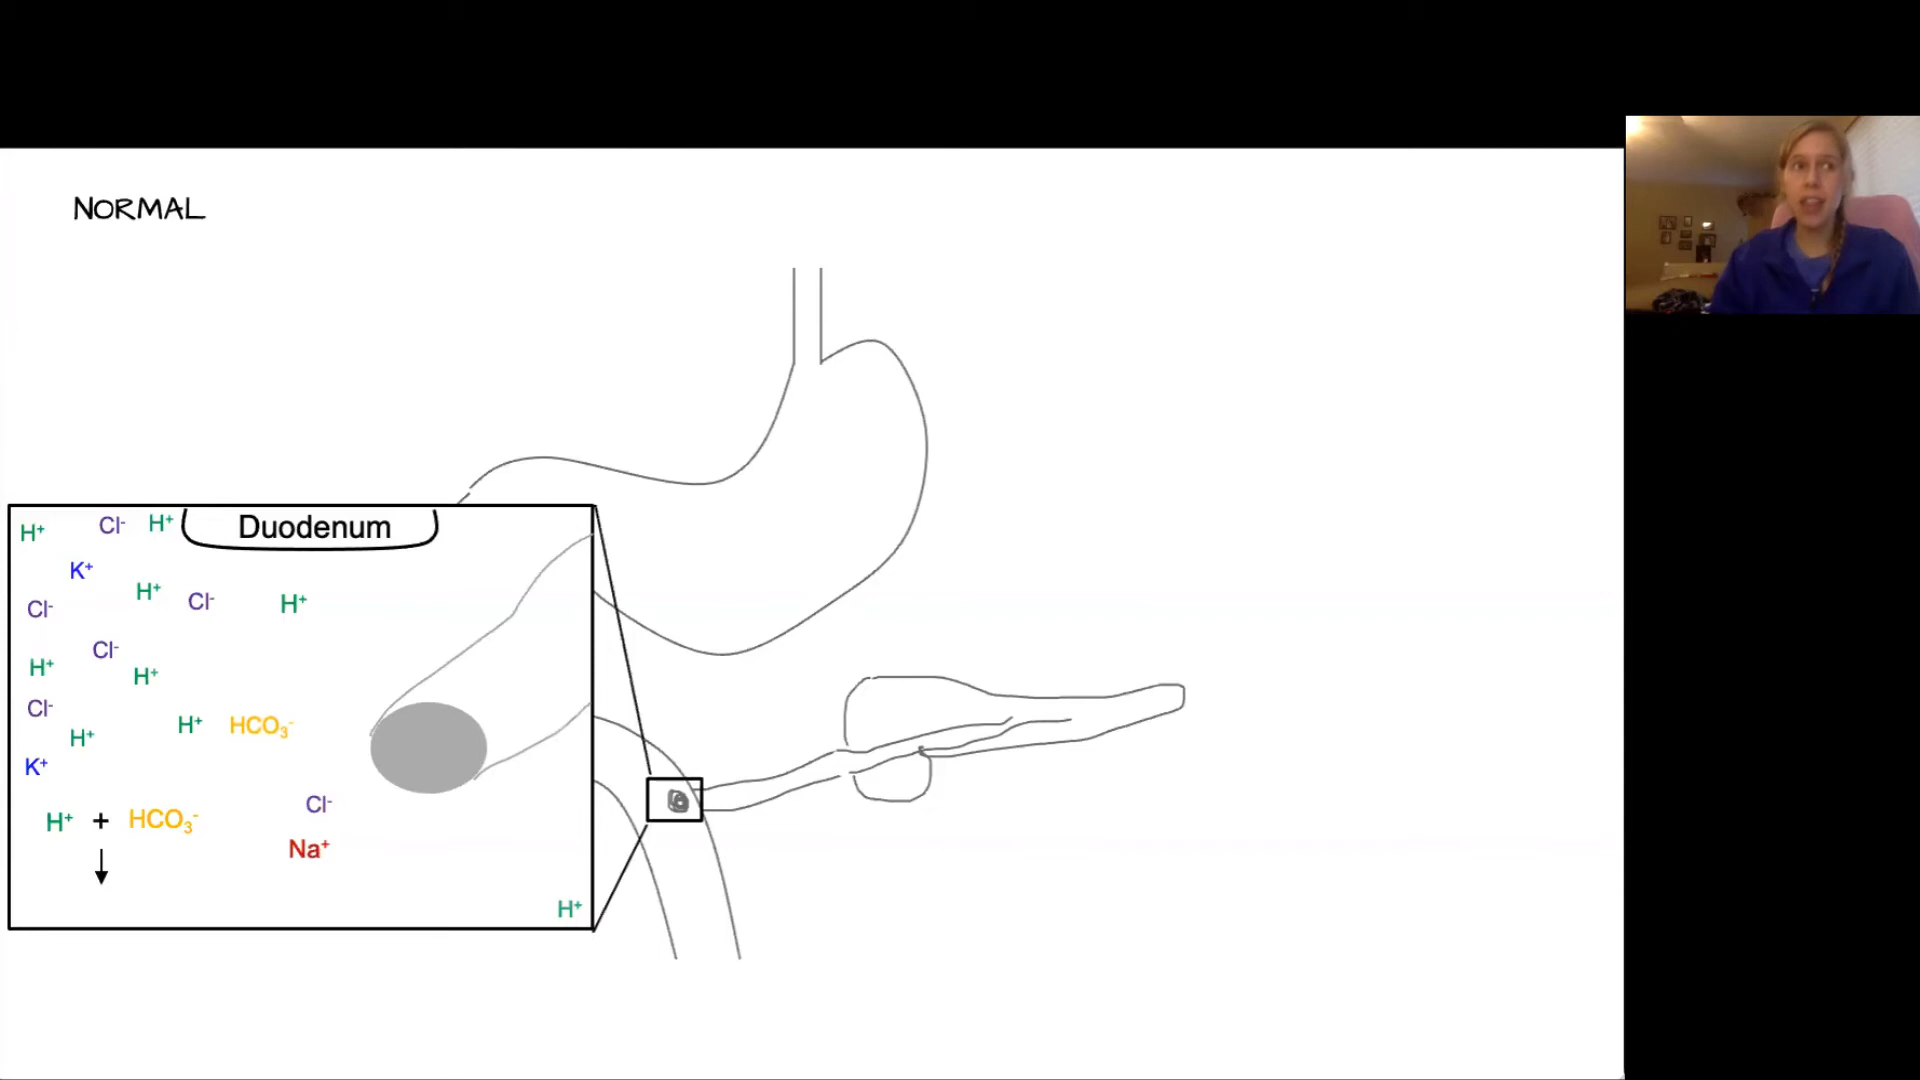 NORMAL
Duodenum
H⁺ Cl⁻ H⁺
K⁺
H⁺ Cl⁻ H⁺
Cl⁻
Cl⁻
H⁺ H⁺
Cl⁻
H⁺ H⁺ HCO₃⁻
K⁺
H⁺ + HCO₃⁻ Cl⁻
Na⁺
H⁺